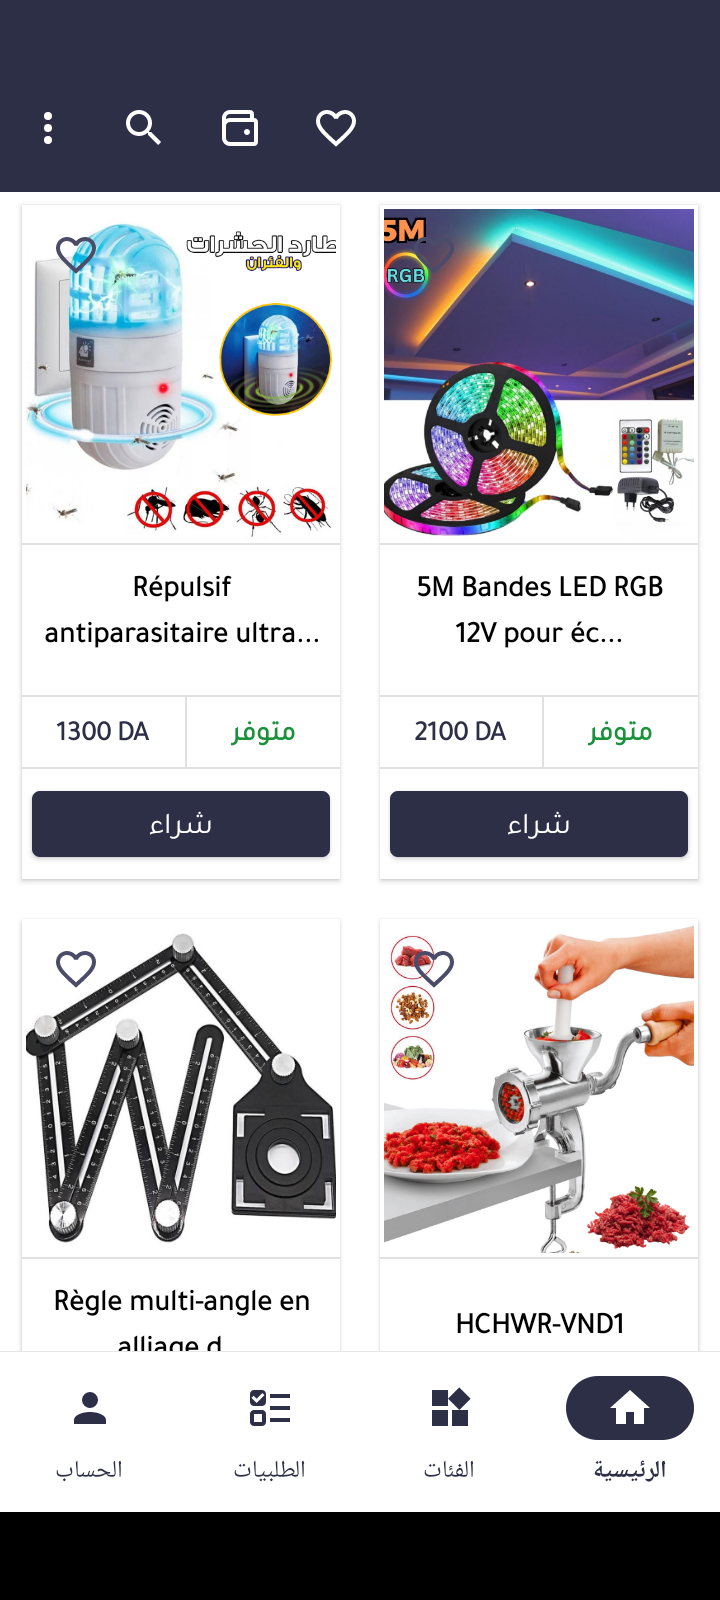 طارد الحشرات
والفئران
5M
RGB
Répulsif
antiparasitaire ultra...
5M Bandes LED RGB
12V pour éc...
1300 DA
متوفر
2100 DA
متوفر
شراء
شراء
Règle multi-angle en
alliage d...
HCHWR-VND1
الرئيسية
الفئات
الطلبيات
الحساب